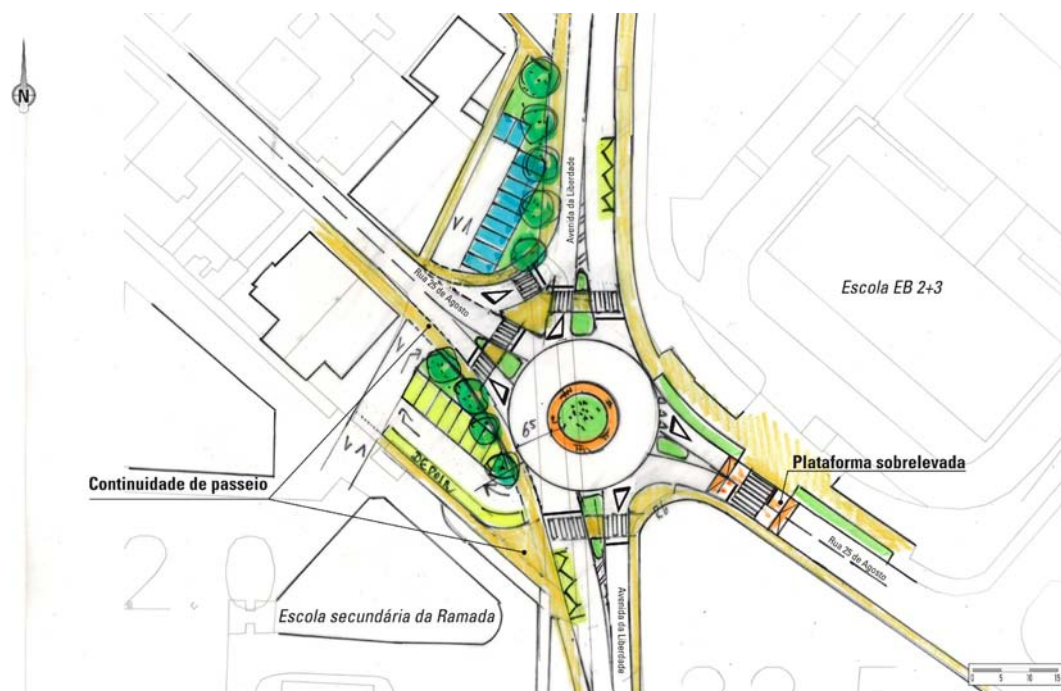 N
Avenida da Liberdade
Rua 25 de Agosto
Escola EB 2+3
65
Plataforma sobrelevada
Continuidade de passeio
Rua 25 de Agosto
Escola secundária da Ramada
Avenida da Liberdade
0 5 10 15